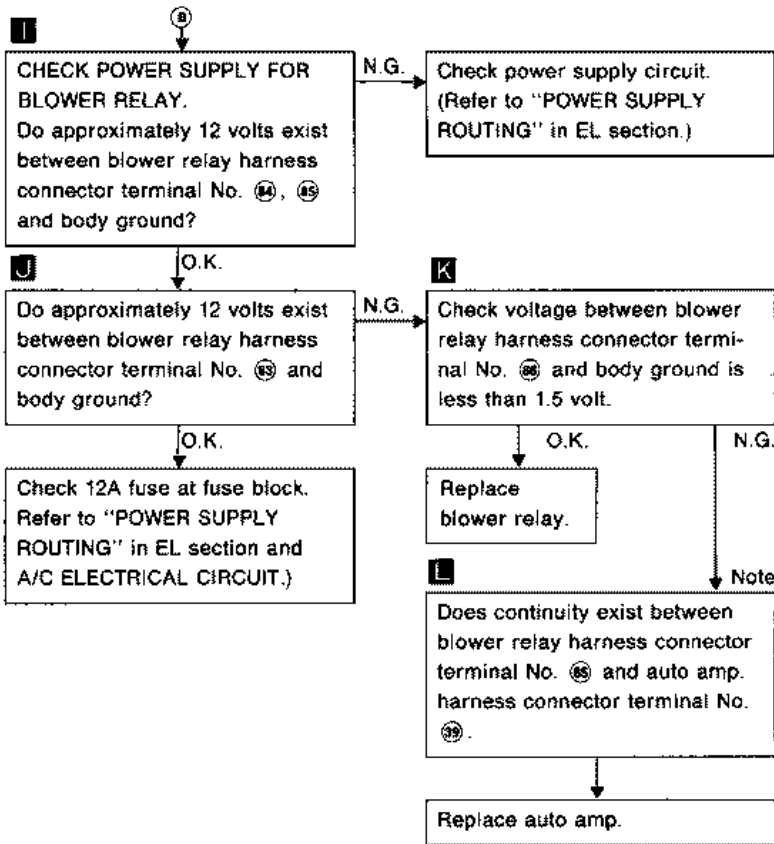 B
I
CHECK POWER SUPPLY FOR
BLOWER RELAY.
Do approximately 12 volts exist
between blower relay harness
connector terminal No. 84, 85
and body ground?
N.G.
Check power supply circuit.
(Refer to "POWER SUPPLY
ROUTING" in EL section.)
O.K.
J
Do approximately 12 volts exist
between blower relay harness
connector terminal No. 83 and
body ground?
N.G.
K
Check voltage between blower
relay harness connector termi-
nal No. 86 and body ground is
less than 1.5 volt.
O.K.
Check 12A fuse at fuse block.
Refer to "POWER SUPPLY
ROUTING" in EL section and
A/C ELECTRICAL CIRCUIT.)
O.K.
Replace
blower relay.
N.G.
Note
L
Does continuity exist between
blower relay harness connector
terminal No. and auto amp.
harness connector terminal No.
39.
Replace auto amp.